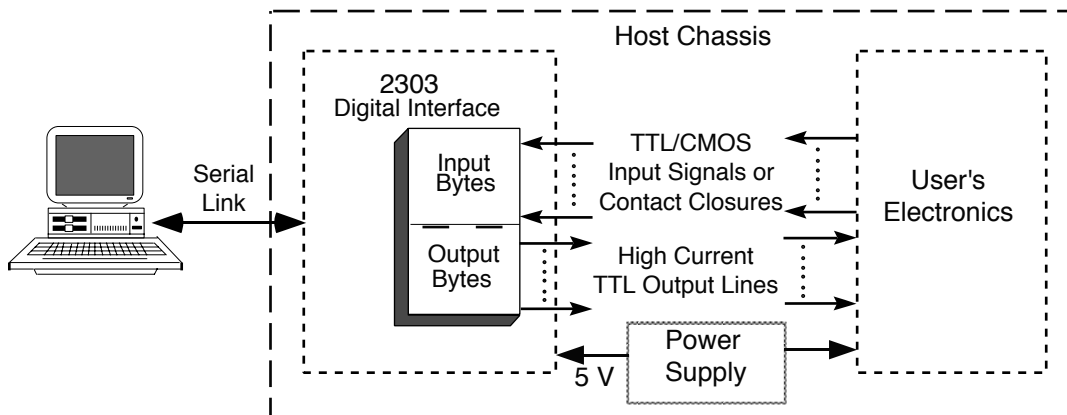 Host Chassis
2303
Digital Interface
Serial
Link
Input
Bytes
Output
Bytes
TTL/CMOS
Input Signals or
Contact Closures
High Current
TTL Output Lines
User's
Electronics
5 V
Power
Supply